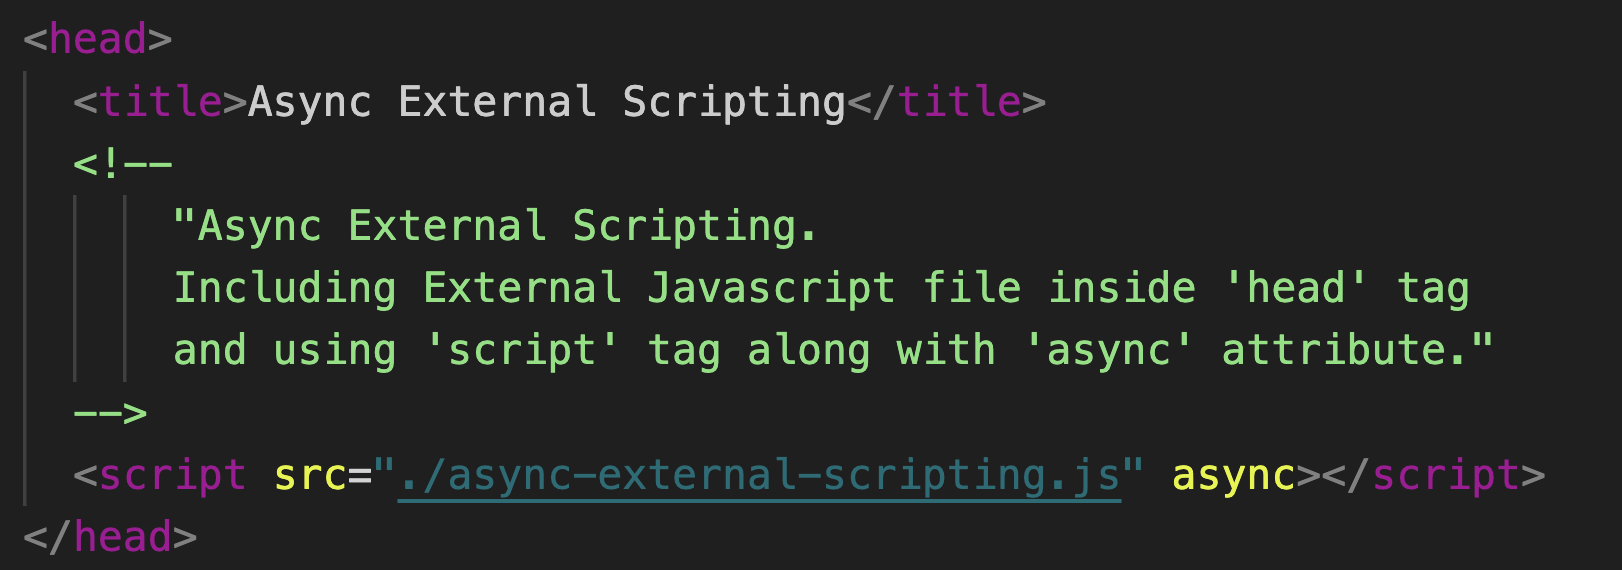 <head>
<title>Async External Scripting</title>
<!--
"Async External Scripting.
Including External Javascript file inside 'head' tag
and using 'script' tag along with 'async' attribute."
-->
<script src="./async-external-scripting.js" async></script>
</head>